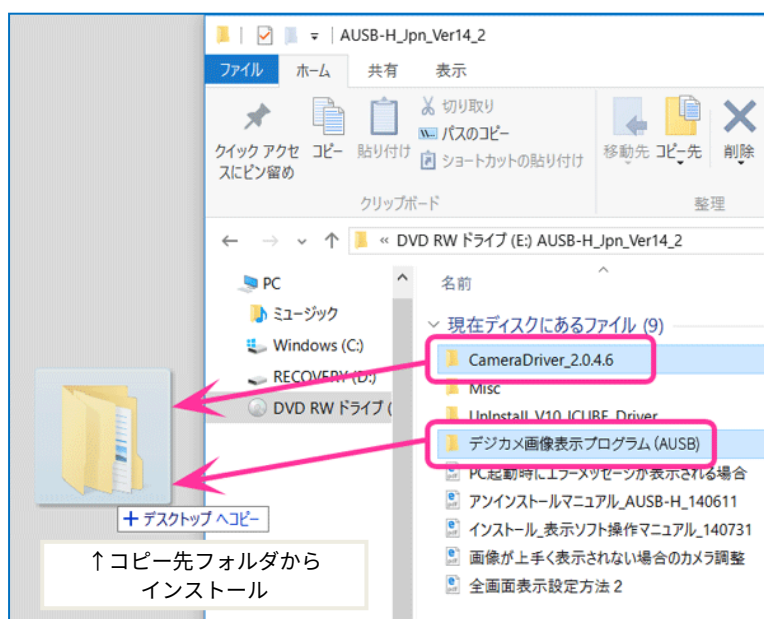 AUSB-H_Jpn_Ver14_2
ファイル ホーム 共有 表示
クイック アクセスにピン留め
コピー
貼り付け
切り取り
パスのコピー
ショートカットの貼り付け
移動先 コピー先 削除
クリップボード
整理
« DVD RW ドライブ (E:) AUSB-H_Jpn_Ver14_2
PC
ミュージック
Windows (C:)
RECOVERY (D:)
DVD RW ドライブ (
名前
現在ディスクにあるファイル (9)
CameraDriver_2.0.4.6
Misc
UnInstall_V10_ICUBE_Driver
デジカメ画像表示プログラム(AUSB)
PC起動時にエラーメッセージが表示される場合
アンインストールマニュアル_AUSB-H_140611
インストール_表示ソフト操作マニュアル_140731
画像が上手く表示されない場合のカメラ調整
全画面表示設定方法2
+ デスクトップ へコピー
↑コピー先フォルダから
インストール